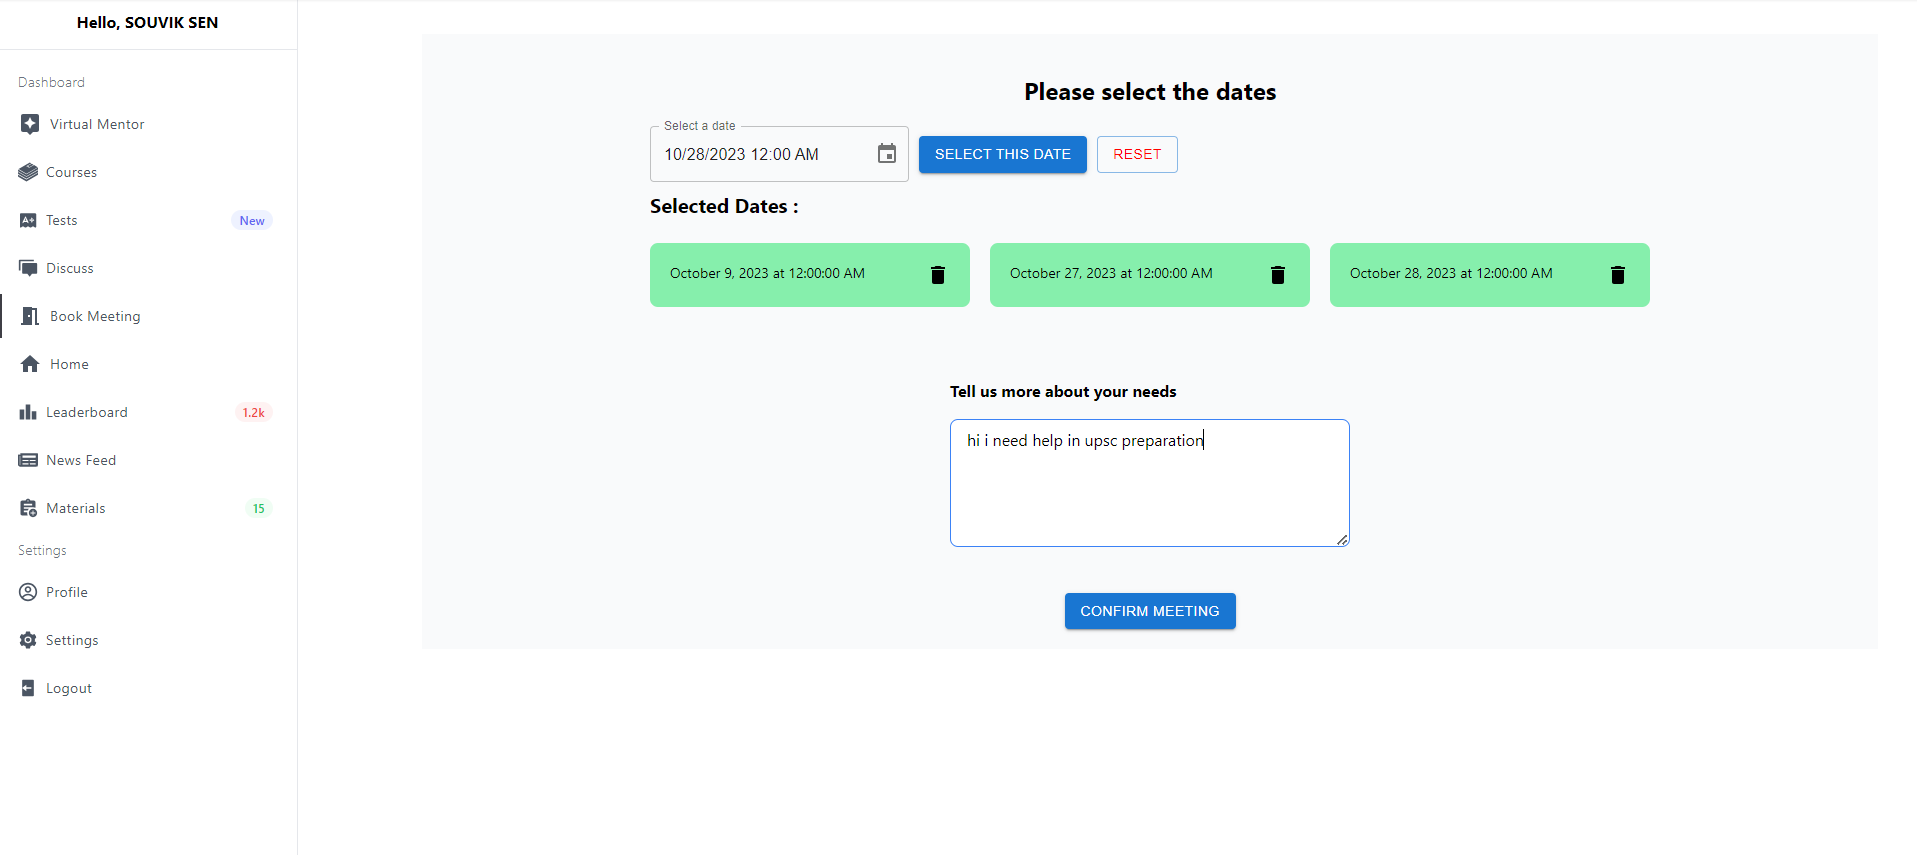 Hello, SOUVIK SEN
Dashboard
Virtual Mentor
Courses
Tests New
Discuss
Book Meeting
Home
Leaderboard 1.2k
News Feed
Materials 15
Settings
Profile
Settings
Logout
Please select the dates
Select a date
10/28/2023 12:00 AM SELECT THIS DATE RESET
Selected Dates :
October 9, 2023 at 12:00:00 AM October 27, 2023 at 12:00:00 AM October 28, 2023 at 12:00:00 AM
Tell us more about your needs
hi i need help in upsc preparation
CONFIRM MEETING